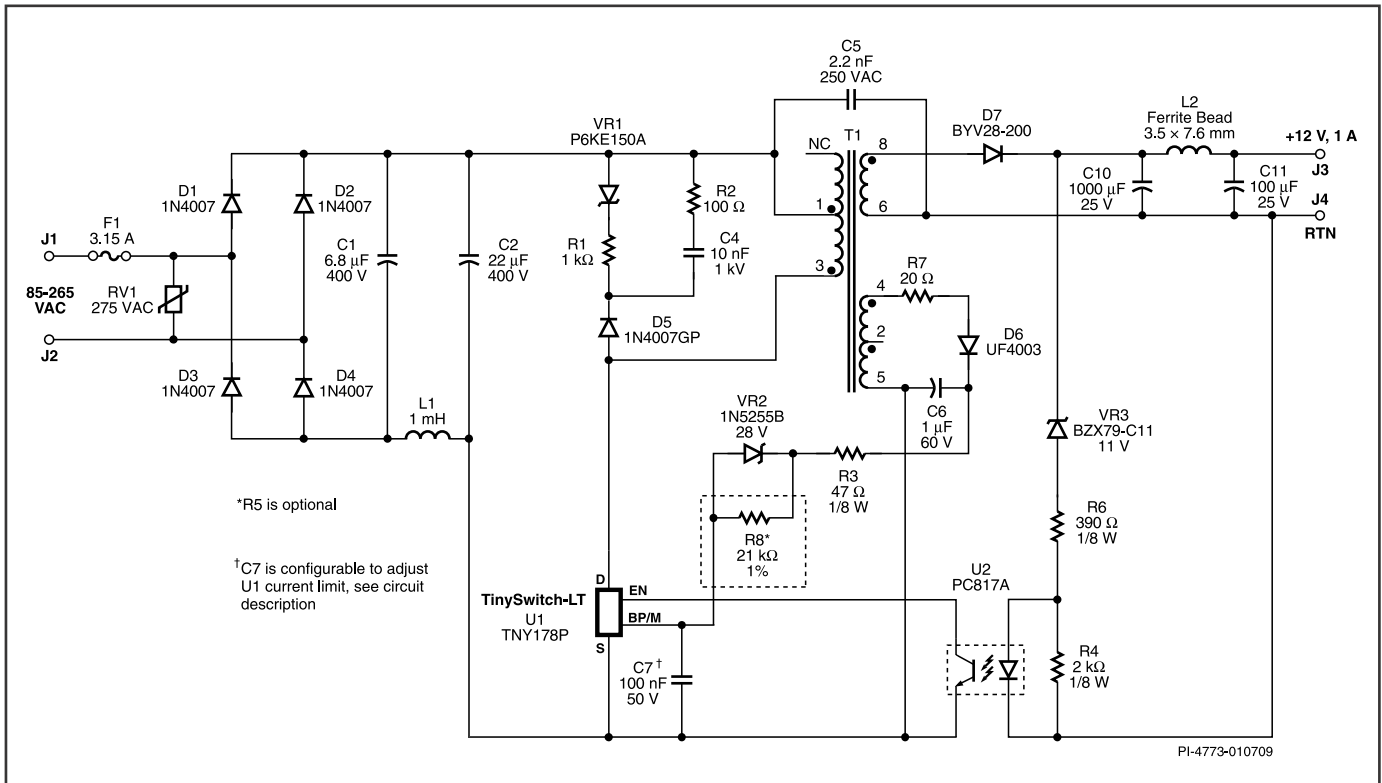 C5
2.2 nF
250 VAC
VR1
P6KE150A
NC
T1
8
D7
BYV28-200
L2
Ferrite Bead
3.5 × 7.6 mm
+12 V, 1 A
J3
D1
1N4007
D2
1N4007
R2
100 Ω
C10
1000 µF
25 V
C11
100 µF
25 V
J4
RTN
1
6
F1
3.15 A
J1
C1
6.8 µF
400 V
C2
22 µF
400 V
R1
1 kΩ
C4
10 nF
1 kV
3
R7
20 Ω
4
85-265
VAC
RV1
275 VAC
D5
1N4007GP
2
D6
UF4003
J2
5
D3
1N4007
D4
1N4007
L1
1 mH
VR2
1N5255B
28 V
C6
1 µF
60 V
VR3
BZX79-C11
11 V
R3
47 Ω
1/8 W
*R5 is optional
R8*
21 kΩ
1%
R6
390 Ω
1/8 W
†C7 is configurable to adjust
U1 current limit, see circuit
description
U2
PC817A
D
EN
TinySwitch-LT
U1
TNY178P
BP/M
S
C7†
100 nF
50 V
R4
2 kΩ
1/8 W
PI-4773-010709